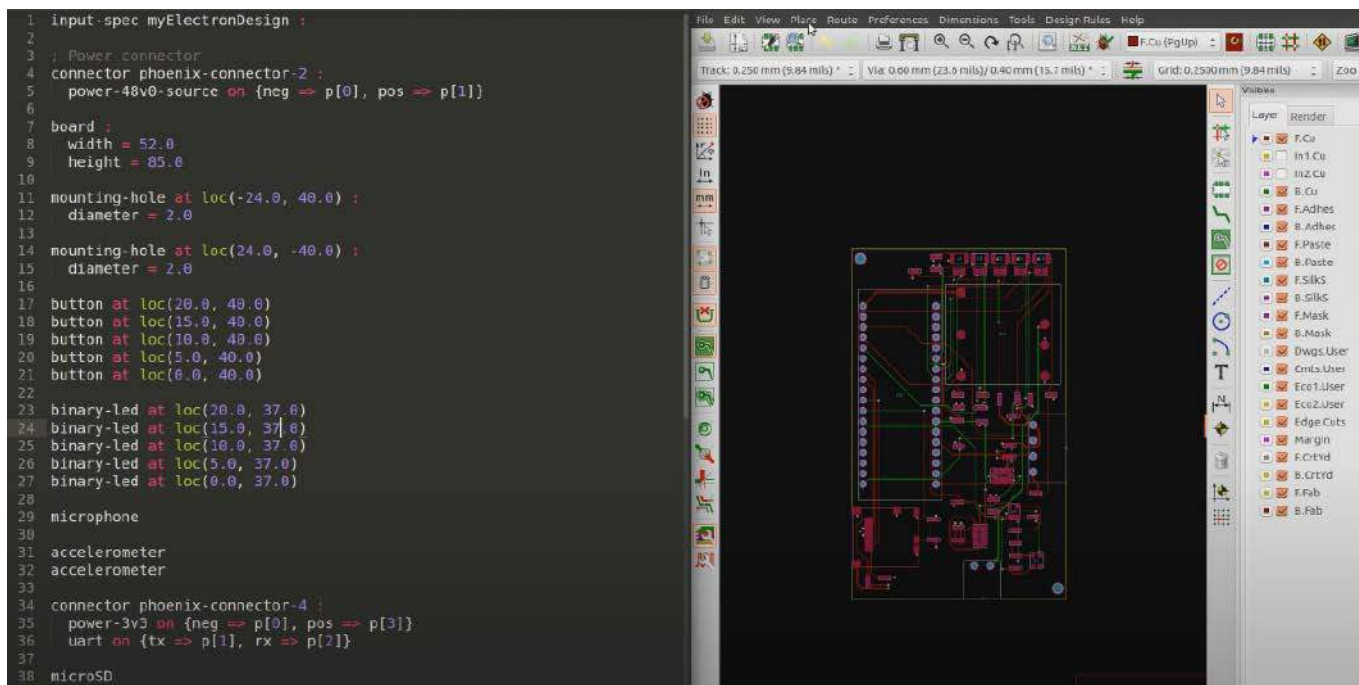 1 input-spec myElectronDesign :
2
3 ; Power connector
4 connector phoenix-connector-2 :
5 power-48v0-source on {neg => p[0], pos => p[1]}
6
7 board :
8 width = 52.0
9 height = 85.0
10
11 mounting-hole at loc(-24.0, 40.0) :
12 diameter = 2.0
13
14 mounting-hole at loc(24.0, -40.0) :
15 diameter = 2.0
16
17 button at loc(20.0, 40.0)
18 button at loc(15.0, 40.0)
19 button at loc(10.0, 40.0)
20 button at loc(5.0, 40.0)
21 button at loc(0.0, 40.0)
22
23 binary-led at loc(20.0, 37.0)
24 binary-led at loc(15.0, 37.0)
25 binary-led at loc(10.0, 37.0)
26 binary-led at loc(5.0, 37.0)
27 binary-led at loc(0.0, 37.0)
28
29 microphone
30
31 accelerometer
32 accelerometer
33
34 connector phoenix-connector-4 :
35 power-3v3 on {neg => p[0], pos => p[3]}
36 uart on {tx => p[1], rx => p[2]}
37
38 microSD
File Edit View Place Route Preferences Dimensions Tools Design Rules Help
F.Cu (PgUp)
Track: 0.250 mm (9.84 mils) * Via: 0.60 mm (23.6 mils)/ 0.40 mm (15.7 mils) * Grid: 0.2500 mm (9.84 mils) Zoo
In
mm
T
N
Visibles
Layer Render
F.Cu
In1.Cu
In2.Cu
B.Cu
F.Adhes
B.Adhes
F.Paste
B.Paste
F.SilkS
B.SilkS
F.Mask
B.Mask
Dwgs.User
Cmts.User
Eco1.User
Eco2.User
Edge.Cuts
Margin
F.CrtYd
B.CrtYd
F.Fab
B.Fab